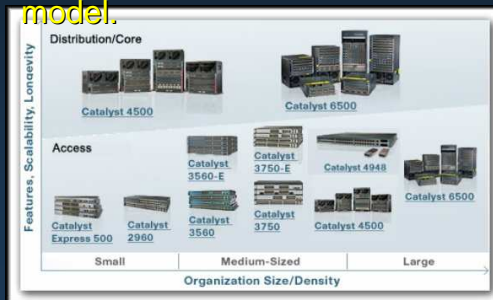 model.
Features, Scalability, Longevity
Distribution/Core
Catalyst 4500
Catalyst 6500
Access
Catalyst
3560-E
Catalyst
3750-E
Catalyst 4948
Catalyst 6500
Catalyst
Express 500
Catalyst
2960
Catalyst
3560
Catalyst
3750
Catalyst 4500
Small
Medium-Sized
Large
Organization Size/Density